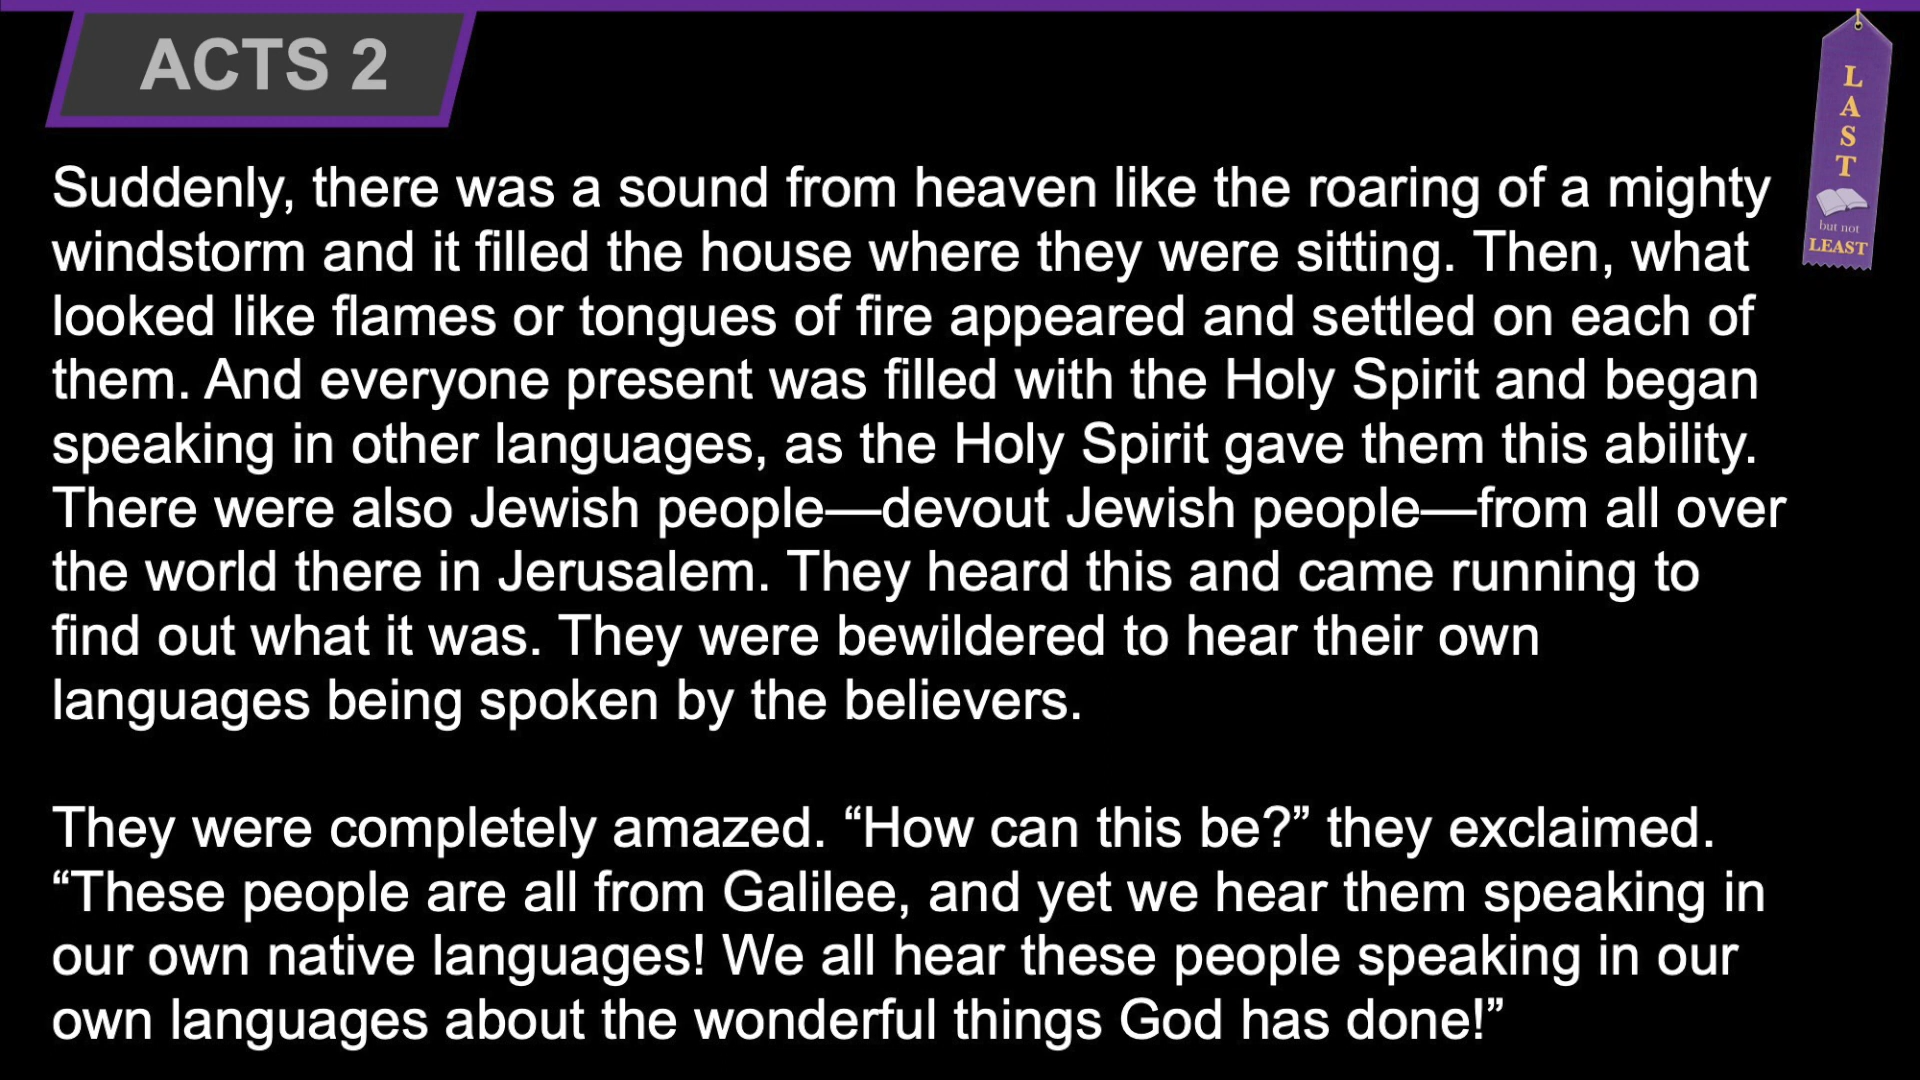 ACTS 2
Suddenly, there was a sound from heaven like the roaring of a mighty
windstorm and it filled the house where they were sitting. Then, what
looked like flames or tongues of fire appeared and settled on each of
them. And everyone present was filled with the Holy Spirit and began
speaking in other languages, as the Holy Spirit gave them this ability.
There were also Jewish people—devout Jewish people—from all over
the world there in Jerusalem. They heard this and came running to
find out what it was. They were bewildered to hear their own
languages being spoken by the believers.
They were completely amazed. “How can this be?” they exclaimed.
“These people are all from Galilee, and yet we hear them speaking in
our own native languages! We all hear these people speaking in our
own languages about the wonderful things God has done!”
LAST
but not
LEAST